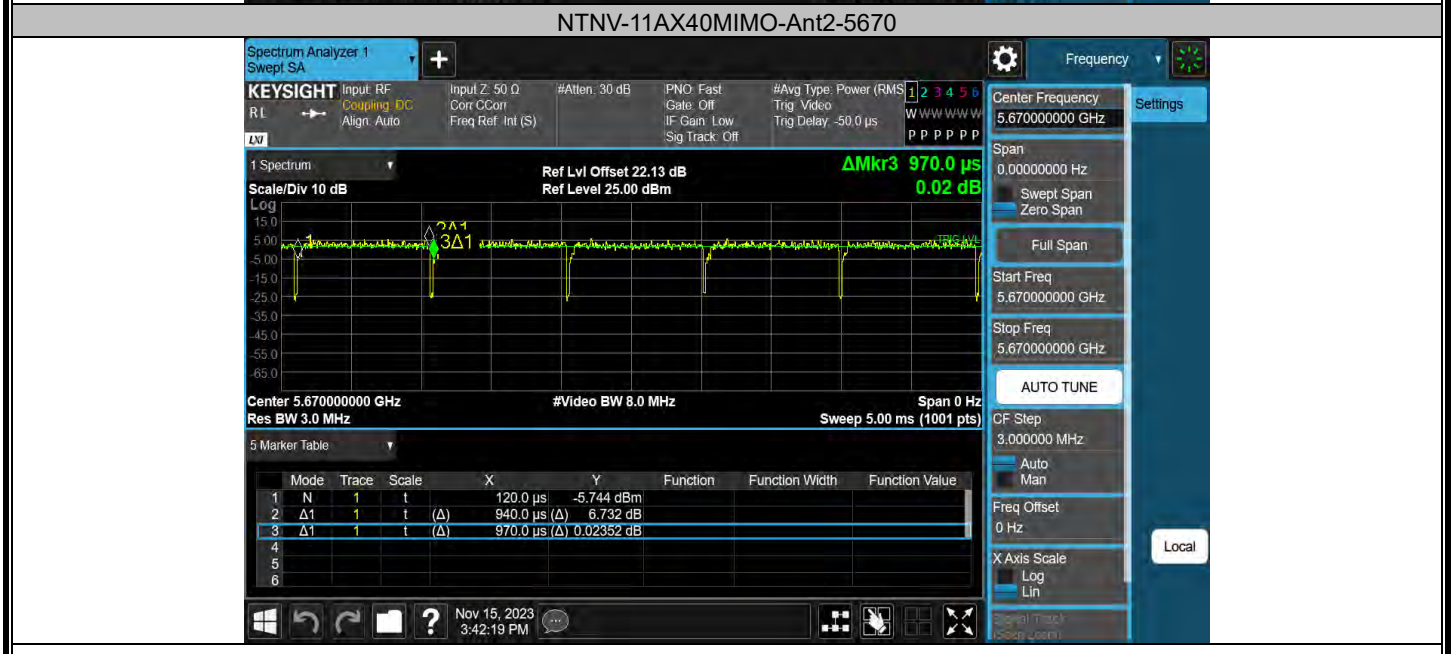 NTNV-11AX40MIMO-Ant2-5670
Spectrum Analyzer 1
Swept SA
+
Frequency
KEYSIGHT
RL
LXI
Input: RF
Coupling: DC
Align: Auto
Input Z: 50 Ω
Corr CCorr
Freq Ref: Int (S)
#Atten: 30 dB
PNO: Fast
Gate: Off
IF Gain: Low
Sig Track: Off
#Avg Type: Power (RMS
Trig: Video
Trig Delay: -50.0 µs
1 2 3 4 5 6
W W W W W W
P P P P P P
1 Spectrum
Scale/Div 10 dB
Ref Lvl Offset 22.13 dB
Ref Level 25.00 dBm
ΔMkr3 970.0 µs
0.02 dB
Log
15.0
5.00
-5.00
-15.0
-25.0
-35.0
-45.0
-55.0
-65.0
1
2Δ1
3Δ1
TRIG LVL
Center 5.670000000 GHz
Res BW 3.0 MHz
#Video BW 8.0 MHz
Span 0 Hz
Sweep 5.00 ms (1001 pts)
5 Marker Table
Mode Trace Scale X Y Function Function Width Function Value
1 N 1 t 120.0 µs -5.744 dBm
2 Δ1 1 t (Δ) 940.0 µs (Δ) 6.732 dB
3 Δ1 1 t (Δ) 970.0 µs (Δ) 0.02352 dB
4
5
6
?
Nov 15, 2023
3:42:19 PM
Center Frequency
5.670000000 GHz
Span
0.00000000 Hz
Swept Span
Zero Span
Full Span
Start Freq
5.670000000 GHz
Stop Freq
5.670000000 GHz
AUTO TUNE
CF Step
3.000000 MHz
Auto
Man
Freq Offset
0 Hz
X Axis Scale
Log
Lin
Signal Track
(Span Zoom)
Settings
Local